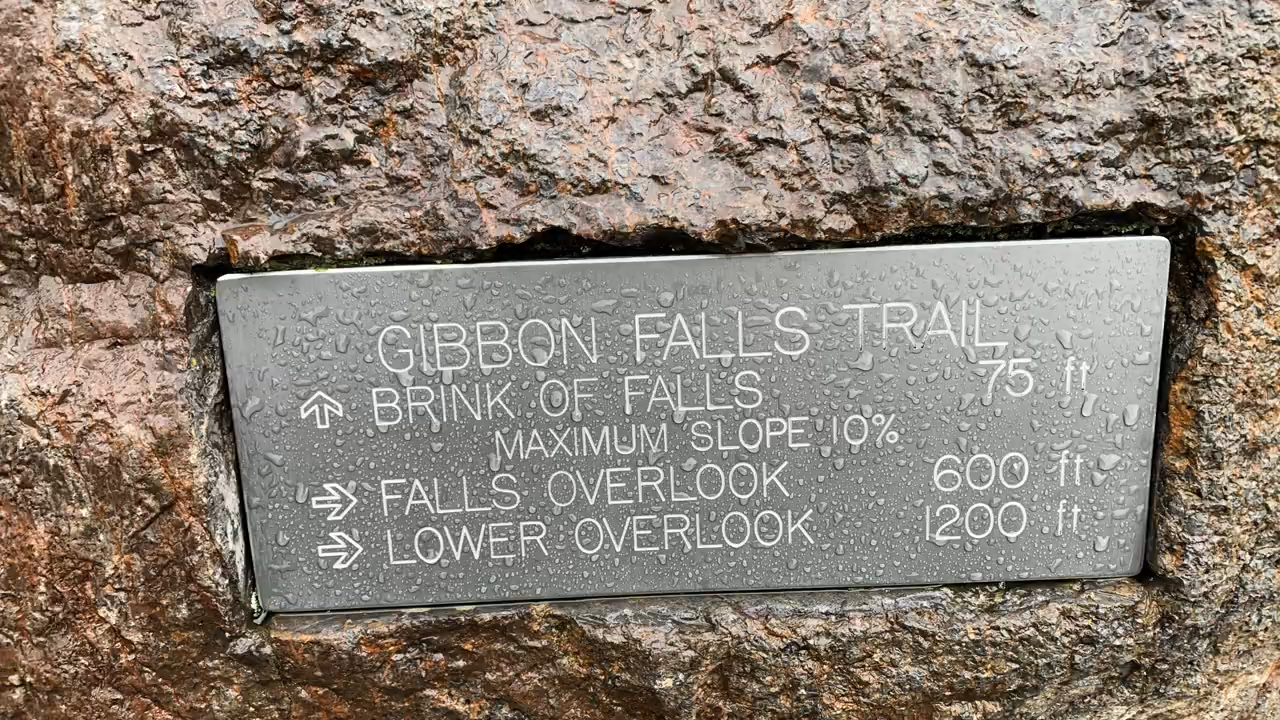 GIBBON FALLS TRAIL
BRINK OF FALLS 75 ft
MAXIMUM SLOPE 10%
FALLS OVERLOOK 600 ft
LOWER OVERLOOK 1200 ft